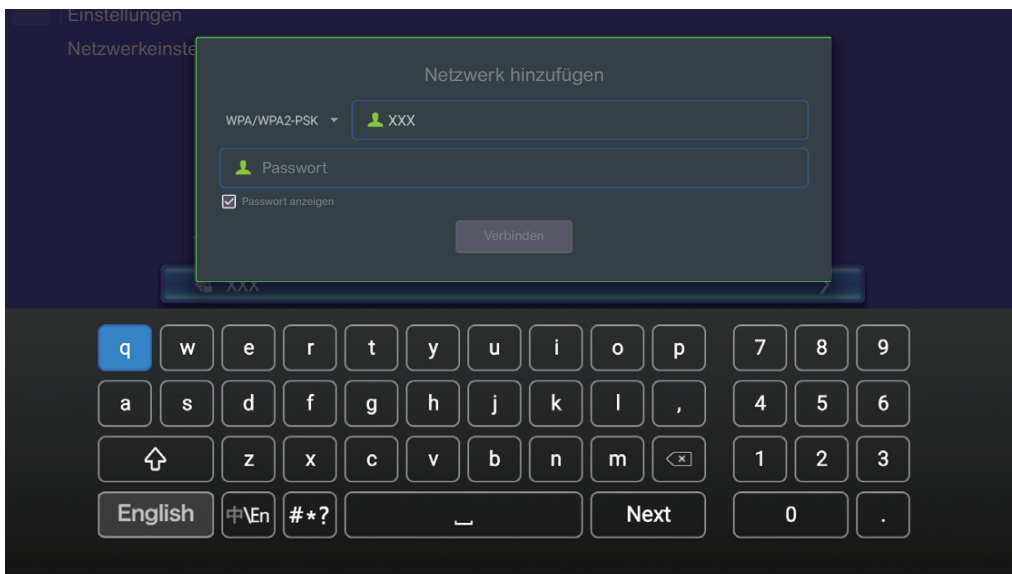 Einstellungen
Netzwerkeinste
Netzwerk hinzufügen
WPA/WPA2-PSK XXX
Passwort
Passwort anzeigen
Verbinden
XXX
q w e r t y u i o p 7 8 9
a s d f g h j k l , 4 5 6
z x c v b n m 1 2 3
English 中\En #*? Next 0 .